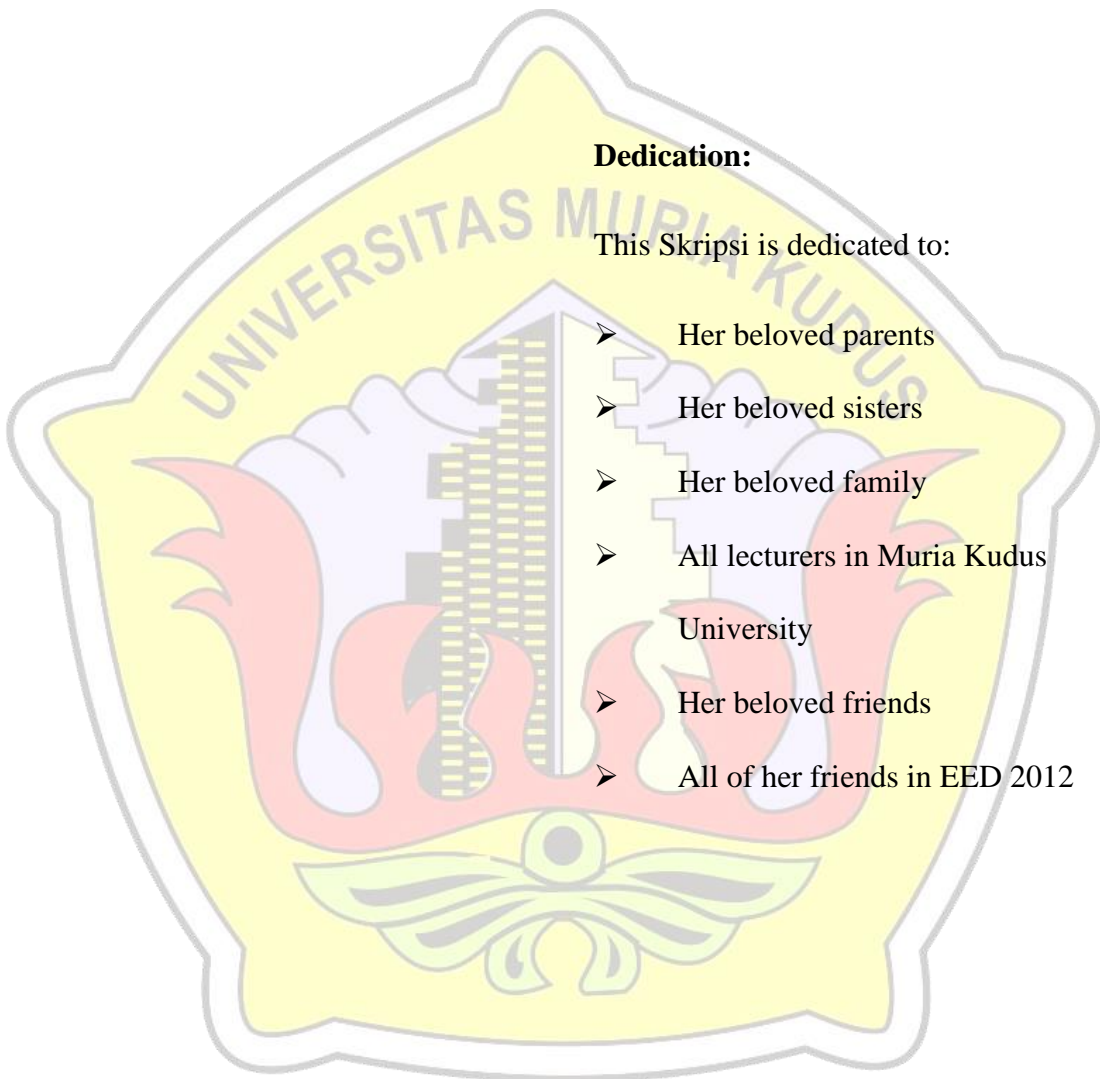 Dedication:
UNIVERSITAS MURIA KUDUS
This Skripsi is dedicated to:
➢ Her beloved parents
➢ Her beloved sisters
➢ Her beloved family
➢ All lecturers in Muria Kudus
University
➢ Her beloved friends
➢ All of her friends in EED 2012